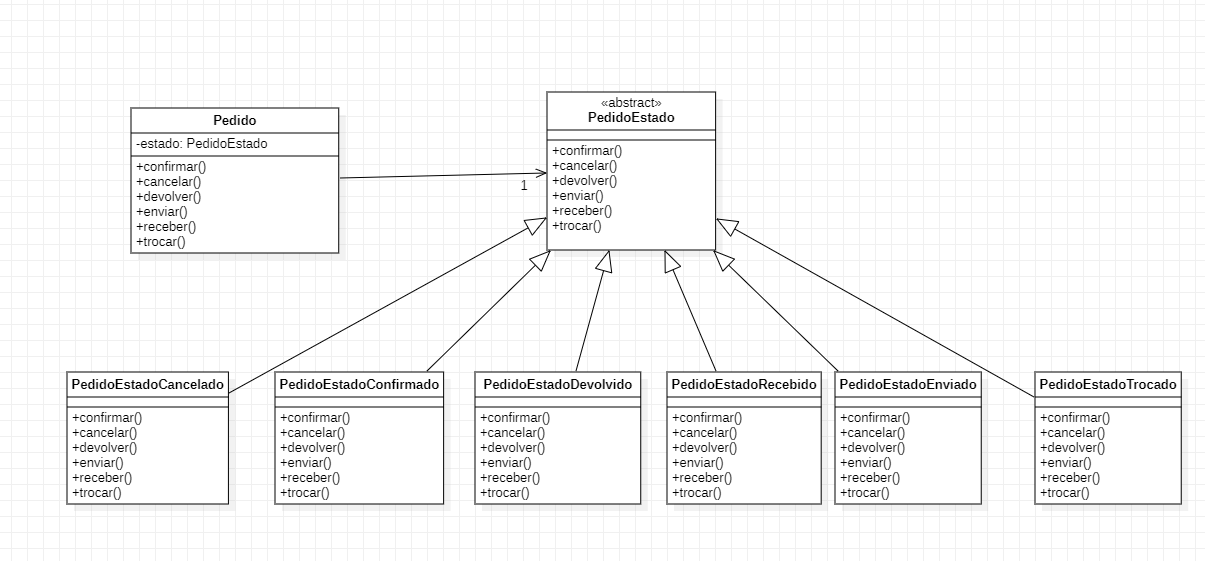 Pedido
-estado: PedidoEstado
+confirmar()
+cancelar()
+devolver()
+enviar()
+receber()
+trocar()
1
«abstract»
PedidoEstado
+confirmar()
+cancelar()
+devolver()
+enviar()
+receber()
+trocar()
PedidoEstadoCancelado
+confirmar()
+cancelar()
+devolver()
+enviar()
+receber()
+trocar()
PedidoEstadoConfirmado
+confirmar()
+cancelar()
+devolver()
+enviar()
+receber()
+trocar()
PedidoEstadoDevolvido
+confirmar()
+cancelar()
+devolver()
+enviar()
+receber()
+trocar()
PedidoEstadoRecebido
+confirmar()
+cancelar()
+devolver()
+enviar()
+receber()
+trocar()
PedidoEstadoEnviado
+confirmar()
+cancelar()
+devolver()
+enviar()
+receber()
+trocar()
PedidoEstadoTrocado
+confirmar()
+cancelar()
+devolver()
+enviar()
+receber()
+trocar()